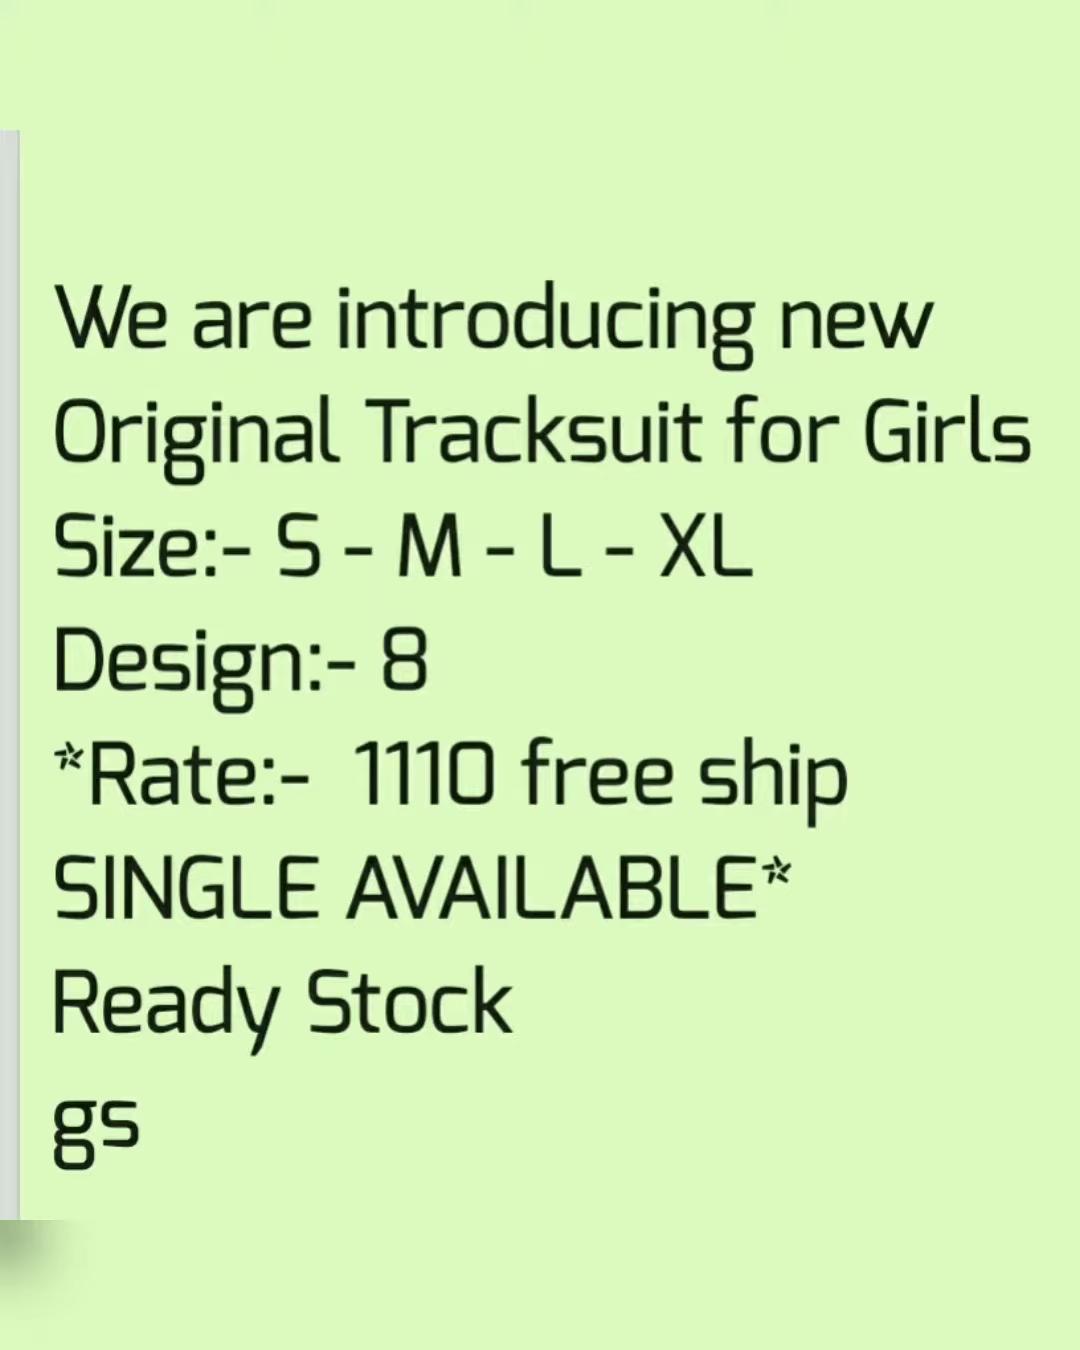 We are introducing new
Original Tracksuit for Girls
Size:- S - M - L - XL
Design:- 8
*Rate:-  1110 free ship
SINGLE AVAILABLE*
Ready Stock
gs